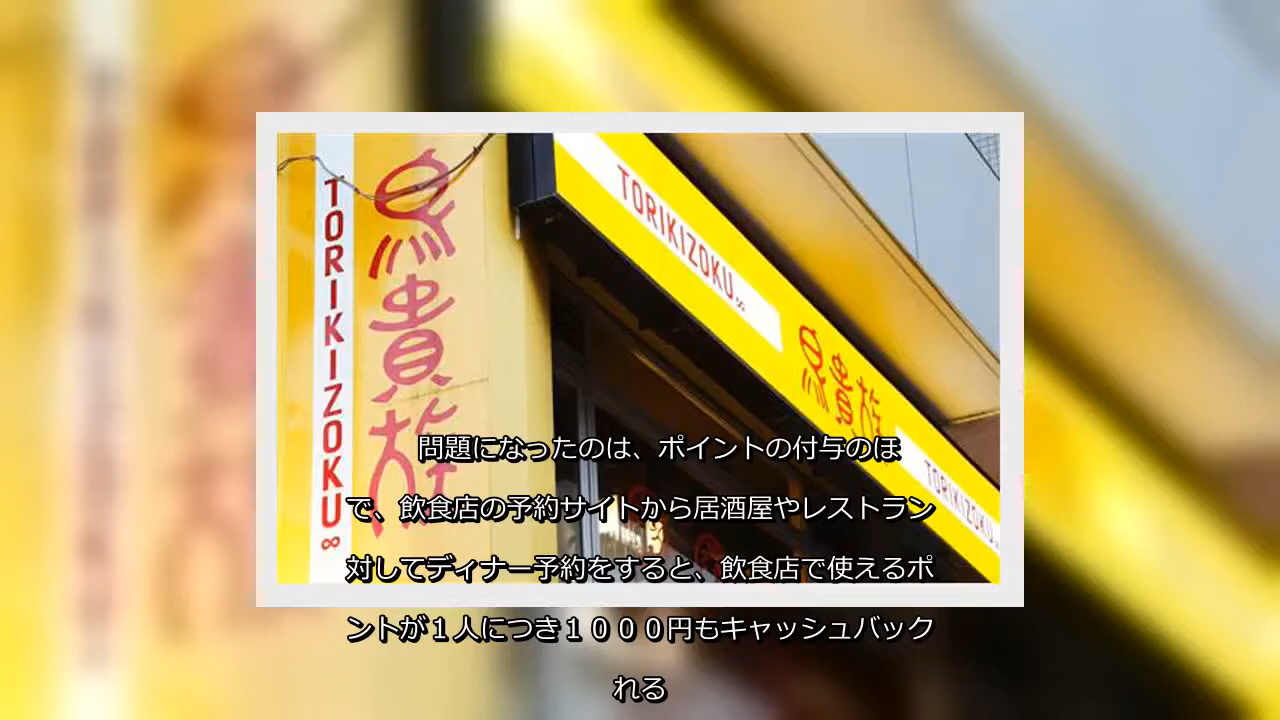 TORIKIZOKU∞
鳥貴族
TORIKIZOKU∞
鳥貴族
TORIKIZOKU
問題になったのは、ポイントの付与のほ
で、飲食店の予約サイトから居酒屋やレストラン
対してディナー予約をすると、飲食店で使えるポ
ントが１人につき１０００円もキャッシュバック
れる